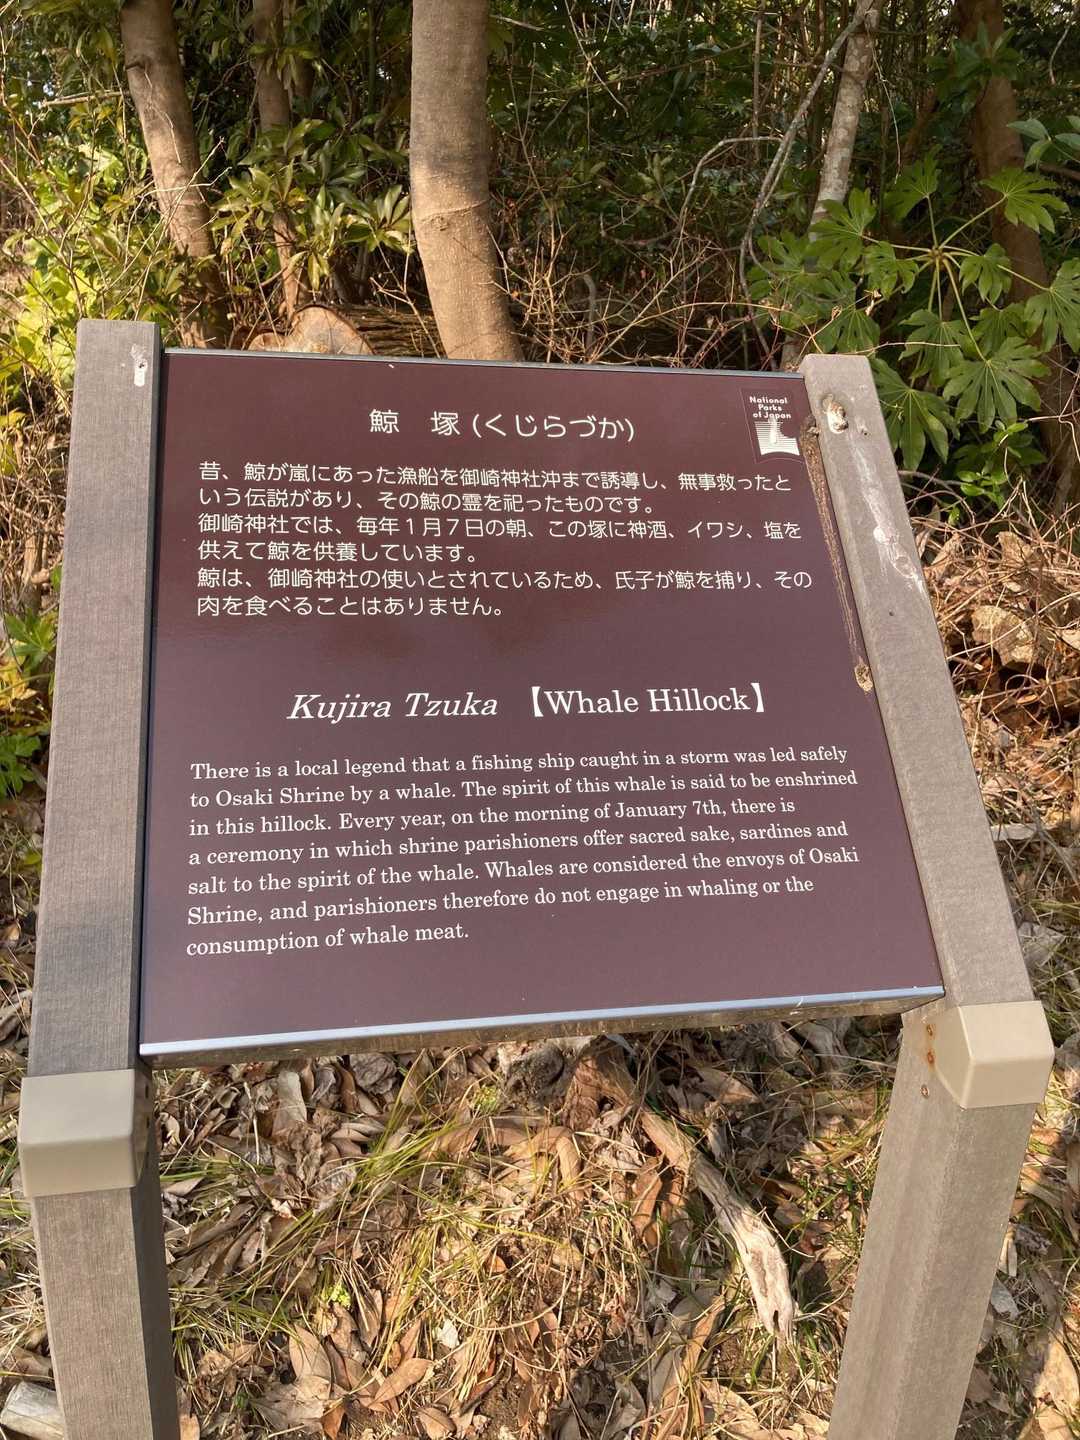 National
Parks
of Japan
鯨 塚 (くじらづか)
昔、鯨が嵐にあった漁船を御崎神社沖まで誘導し、無事救ったと
いう伝説があり、その鯨の霊を祀ったものです。
御崎神社では、毎年1月7日の朝、この塚に神酒、イワシ、塩を
供えて鯨を供養しています。
鯨は、御崎神社の使いとされているため、氏子が鯨を捕り、その
肉を食べることはありません。
Kujira Tzuka 【Whale Hillock】
There is a local legend that a fishing ship caught in a storm was led safely
to Osaki Shrine by a whale. The spirit of this whale is said to be enshrined
in this hillock. Every year, on the morning of January 7th, there is
a ceremony in which shrine parishioners offer sacred sake, sardines and
salt to the spirit of the whale. Whales are considered the envoys of Osaki
Shrine, and parishioners therefore do not engage in whaling or the
consumption of whale meat.